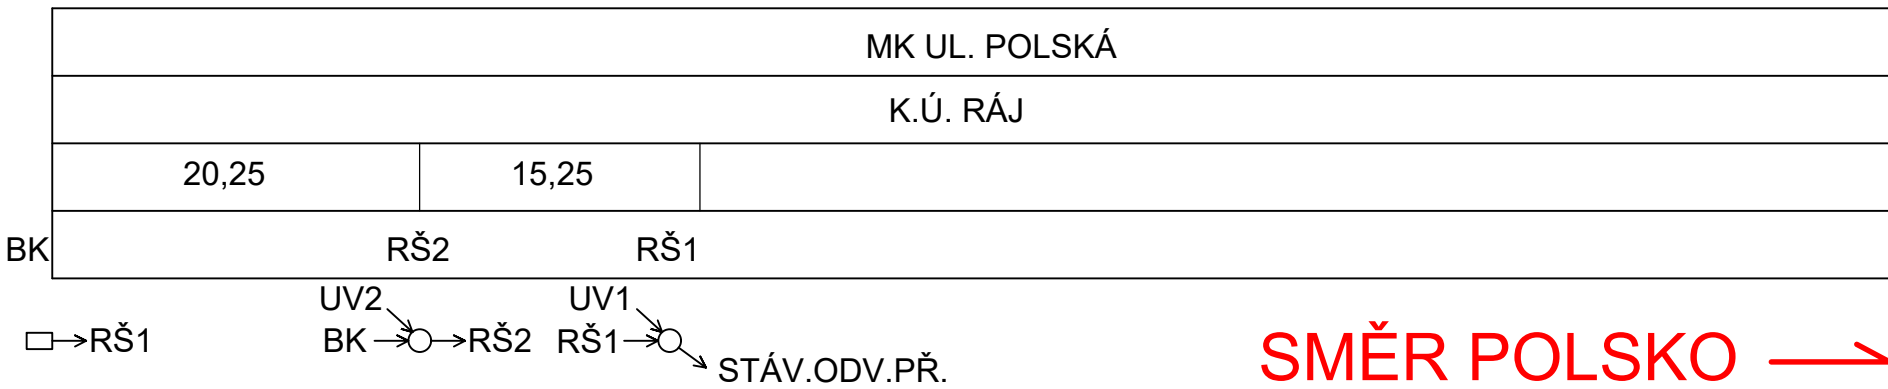 MK UL. POLSKÁ
K.Ú. RÁJ
20,25 15,25
BK RŠ2 RŠ1
UV2 UV1
RŠ1 BK RŠ2 RŠ1
STÁV.ODV.PŘ.
SMĚR POLSKO